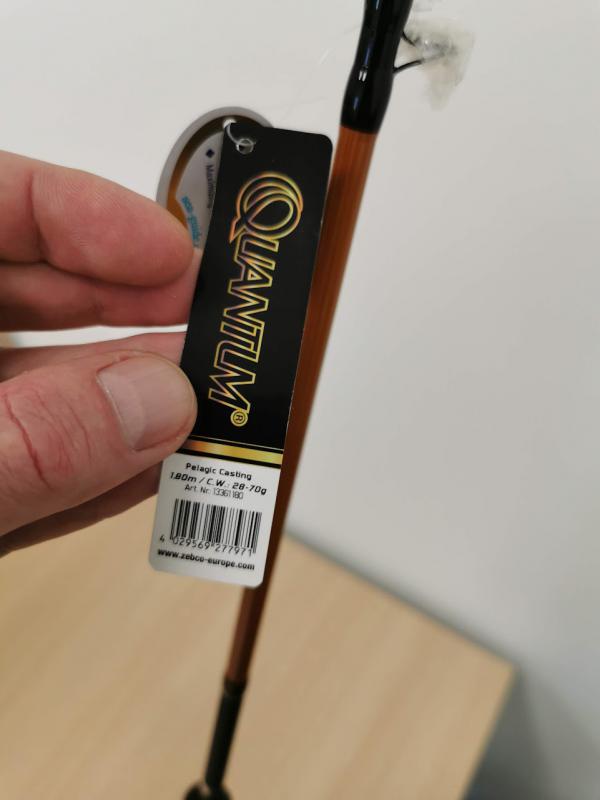 QUANTUM®
Pelagic Casting
1.80m / C.W.: 28-70g
Art. Nr. 13361180
4 029569 277971
www.zebco-europe.com